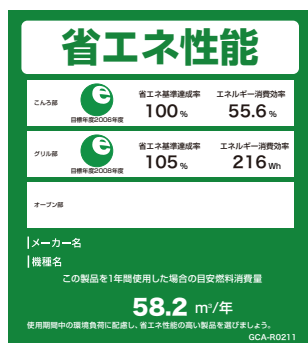 省エネ性能
こんろ部
e
目標年度2006年度
省エネ基準達成率
100%
エネルギー消費効率
55.6%
グリル部
e
目標年度2008年度
省エネ基準達成率
105%
エネルギー消費効率
216Wh
オーブン部
メーカー名
機種名
この製品を1年間使用した場合の目安燃料消費量
58.2 m³/年
使用期間中の環境負荷に配慮し、省エネ性能の高い製品を選びましょう。
GCA-R0211